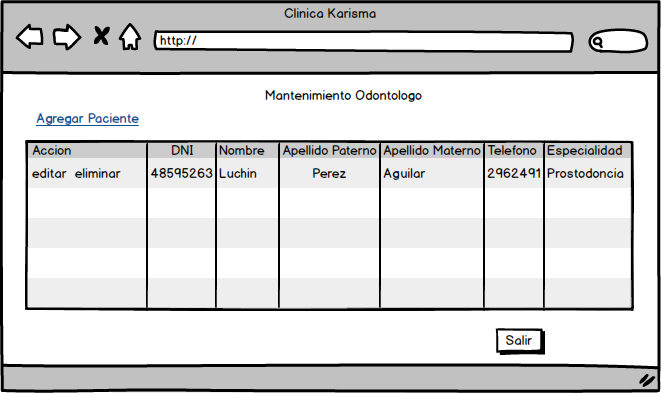 Clinica Karisma
http://
Mantenimiento Odontologo
Agregar Paciente
Accion DNI Nombre Apellido Paterno Apellido Materno Telefono Especialidad
editar eliminar 48595263 Luchin Perez Aguilar 2962491 Prostodoncia
Salir